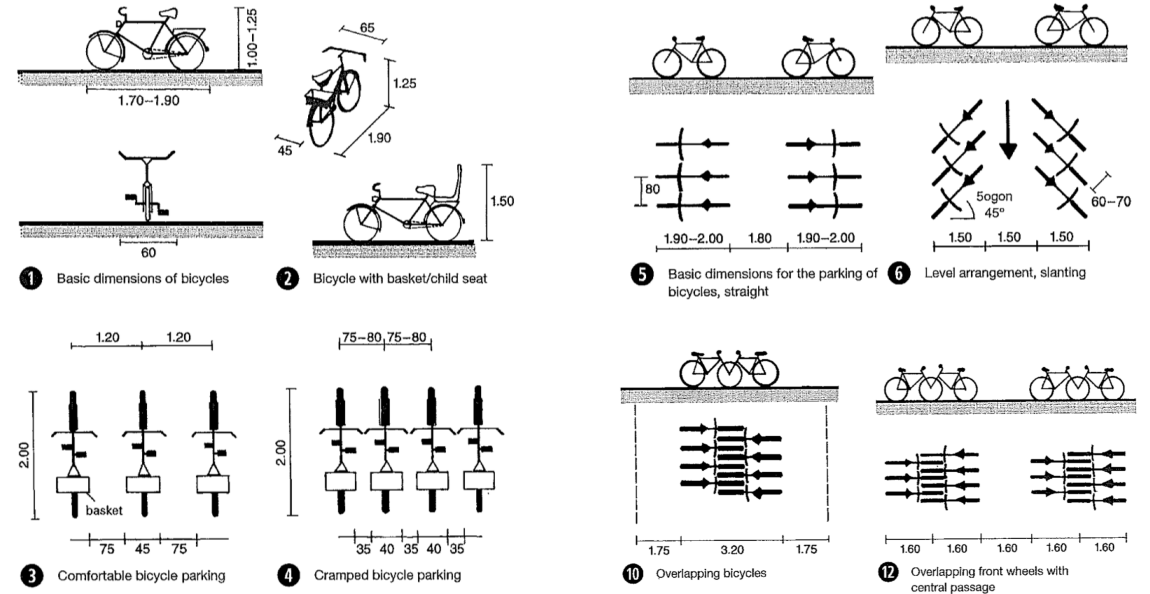 1.00–1.25
1.70–1.90
60
1 Basic dimensions of bicycles
65
1.25
1.90
45
1.50
2 Bicycle with basket/child seat
80
1.90–2.00 1.80 1.90–2.00
5 Basic dimensions for the parking of
bicycles, straight
5ogon
45°
60–70
1.50 1.50 1.50
6 Level arrangement, slanting
1.20 1.20
2.00
basket
75 45 75
3 Comfortable bicycle parking
75–80 75–80
2.00
35 40 35 40 35
4 Cramped bicycle parking
1.75 3.20 1.75
10 Overlapping bicycles
1.60 1.60 1.60 1.60 1.60
12 Overlapping front wheels with
central passage